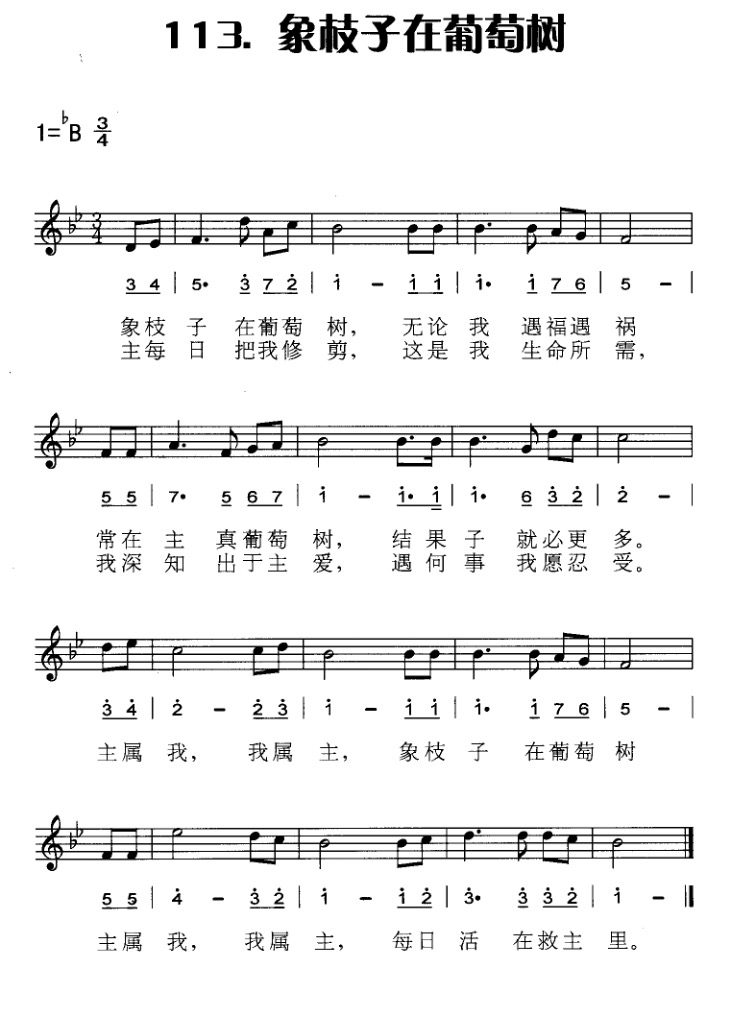 113. 象枝子在葡萄树
1=♭B 3/4
3 4 | 5· 3̇ 7 2̇ | 1̇ – 1̇ 1̇ | 1̇· 1̇ 7 6 | 5 – |
象枝 子 在葡萄 树， 无论 我 遇福遇 祸
主每 日 把我修 剪， 这是 我 生命所 需，
5 5 | 7· 5 6 7 | 1̇ – 1̇· 1̇ | 1̇· 6 3̇ 2̇ | 2̇ – |
常在 主 真葡萄 树， 结果 子 就必更 多。
我深 知 出于主 爱， 遇何 事 我愿忍 受。
3̇ 4̇ | 2̇ – 2̇ 3̇ | 1̇ – 1̇ 1̇ | 1̇· 1̇ 7 6 | 5 – |
主属 我， 我属 主， 象枝 子 在葡萄 树
5 5 | 4̇ – 3̇ 2̇ | 1̇ – 1̇ 2̇ | 3̇· 3̇ 3̇ 2̇ | 1̇ – ‖
主属 我， 我属 主， 每日 活 在救主 里。